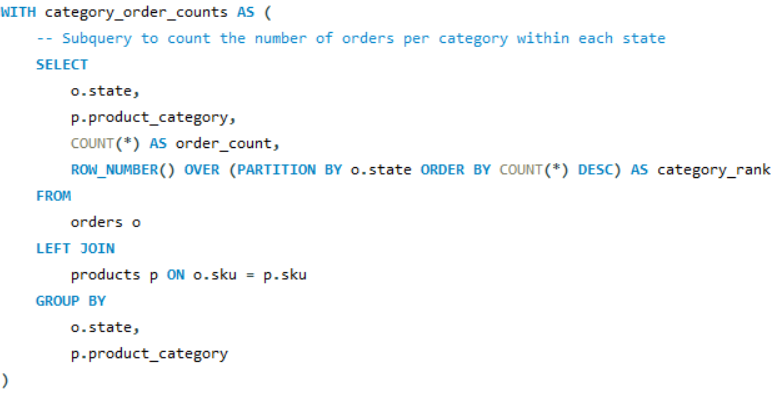 WITH category_order_counts AS (
    -- Subquery to count the number of orders per category within each state
    SELECT
        o.state,
        p.product_category,
        COUNT(*) AS order_count,
        ROW_NUMBER() OVER (PARTITION BY o.state ORDER BY COUNT(*) DESC) AS category_rank
    FROM
        orders o
    LEFT JOIN
        products p ON o.sku = p.sku
    GROUP BY
        o.state,
        p.product_category
)